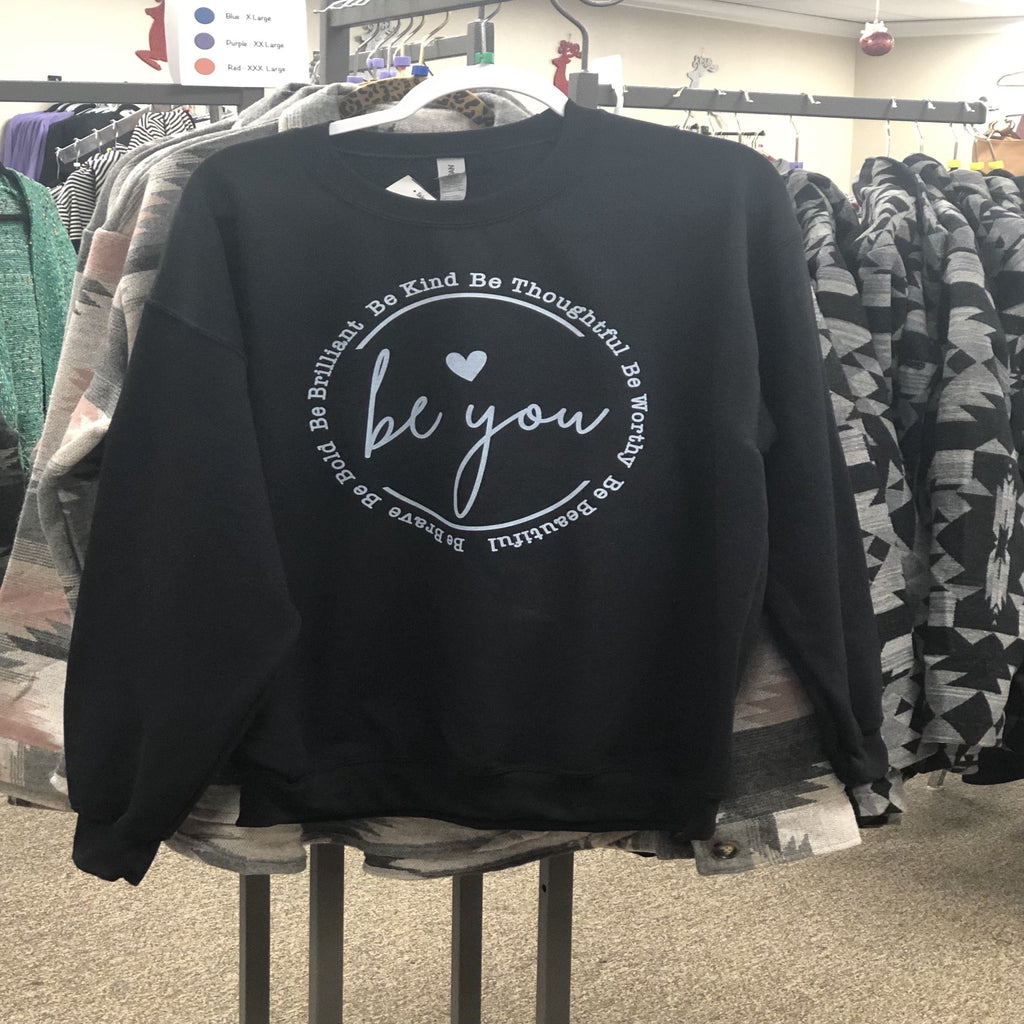 Blue - X Large
Purple - XX Large
Red - XXX Large
Be Kind Be Thoughtful Be Worthy Be Beautiful Be Brave Be Bold Be Brilliant
be you